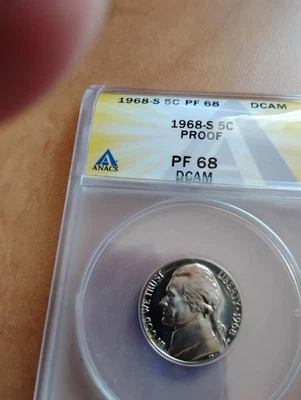 1968-S 5C PF 68 DCAM
1968-S 5C
PROOF
PF 68
DCAM
ANACS
IN GOD WE TRUST
LIBERTY 1968 S